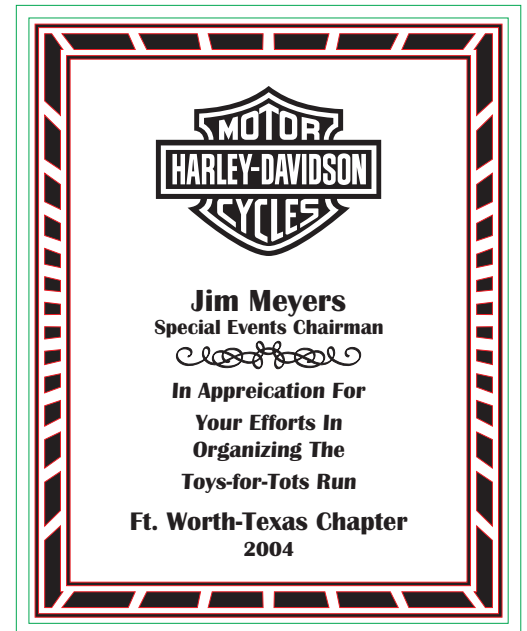 MOTOR
HARLEY-DAVIDSON
CYCLES
Jim Meyers
Special Events Chairman
In Appreication For
Your Efforts In
Organizing The
Toys-for-Tots Run
Ft. Worth-Texas Chapter
2004